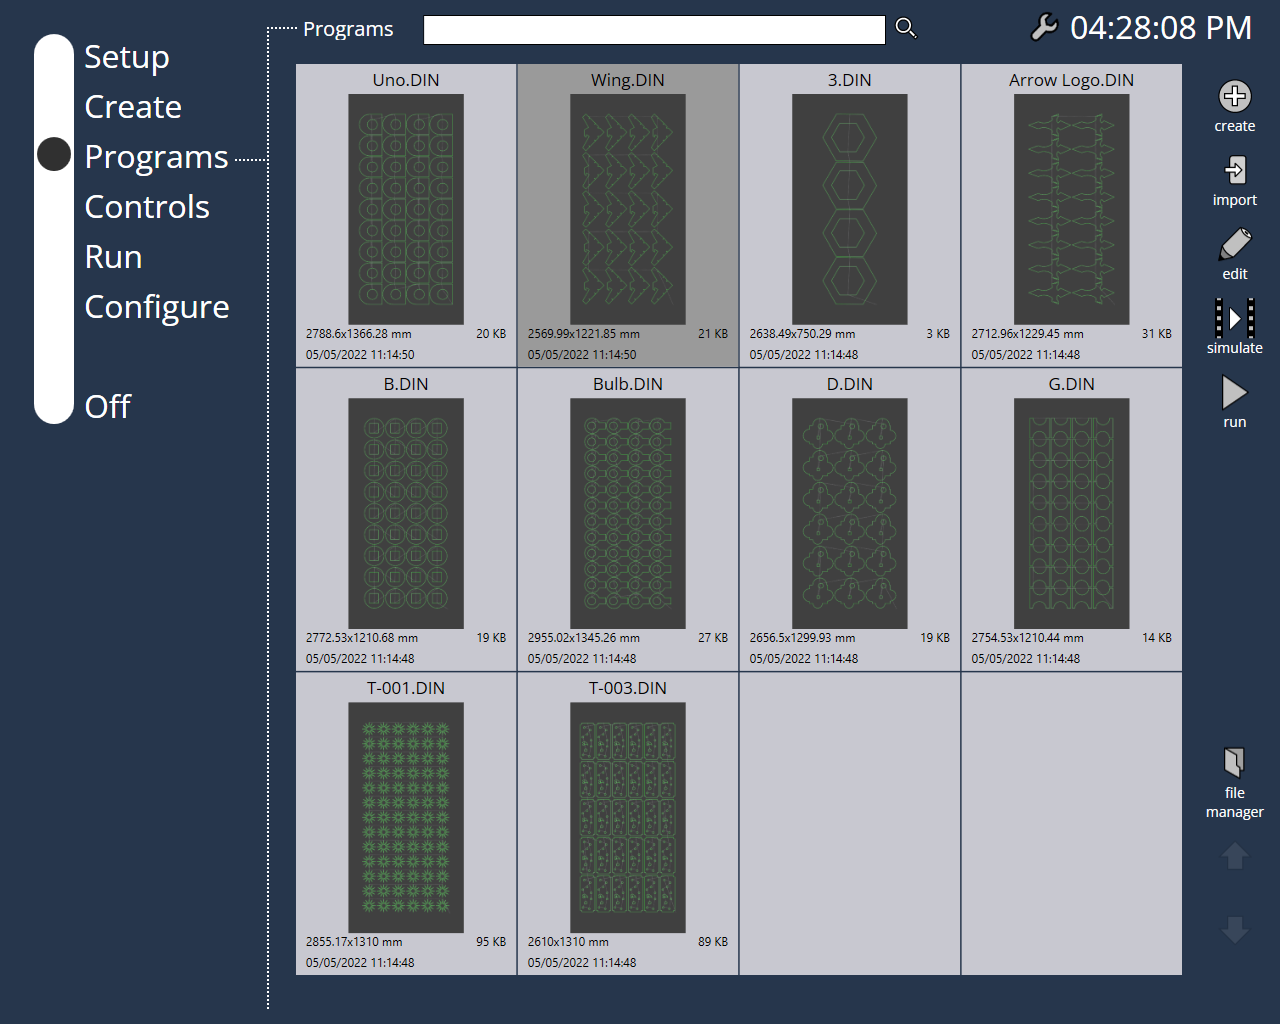 Programs
04:28:08 PM
Setup
Create
Programs
Controls
Run
Configure
Off
Uno.DIN
2788.6x1366.28 mm 20 KB
05/05/2022 11:14:50
Wing.DIN
2569.99x1221.85 mm 21 KB
05/05/2022 11:14:50
3.DIN
2638.49x750.29 mm 3 KB
05/05/2022 11:14:48
Arrow Logo.DIN
2712.96x1229.45 mm 31 KB
05/05/2022 11:14:48
B.DIN
2772.53x1210.68 mm 19 KB
05/05/2022 11:14:48
Bulb.DIN
2955.02x1345.26 mm 27 KB
05/05/2022 11:14:48
D.DIN
2656.5x1299.93 mm 19 KB
05/05/2022 11:14:48
G.DIN
2754.53x1210.44 mm 14 KB
05/05/2022 11:14:48
T-001.DIN
2855.17x1310 mm 95 KB
05/05/2022 11:14:48
T-003.DIN
2610x1310 mm 89 KB
05/05/2022 11:14:48
create
import
edit
simulate
run
file
manager